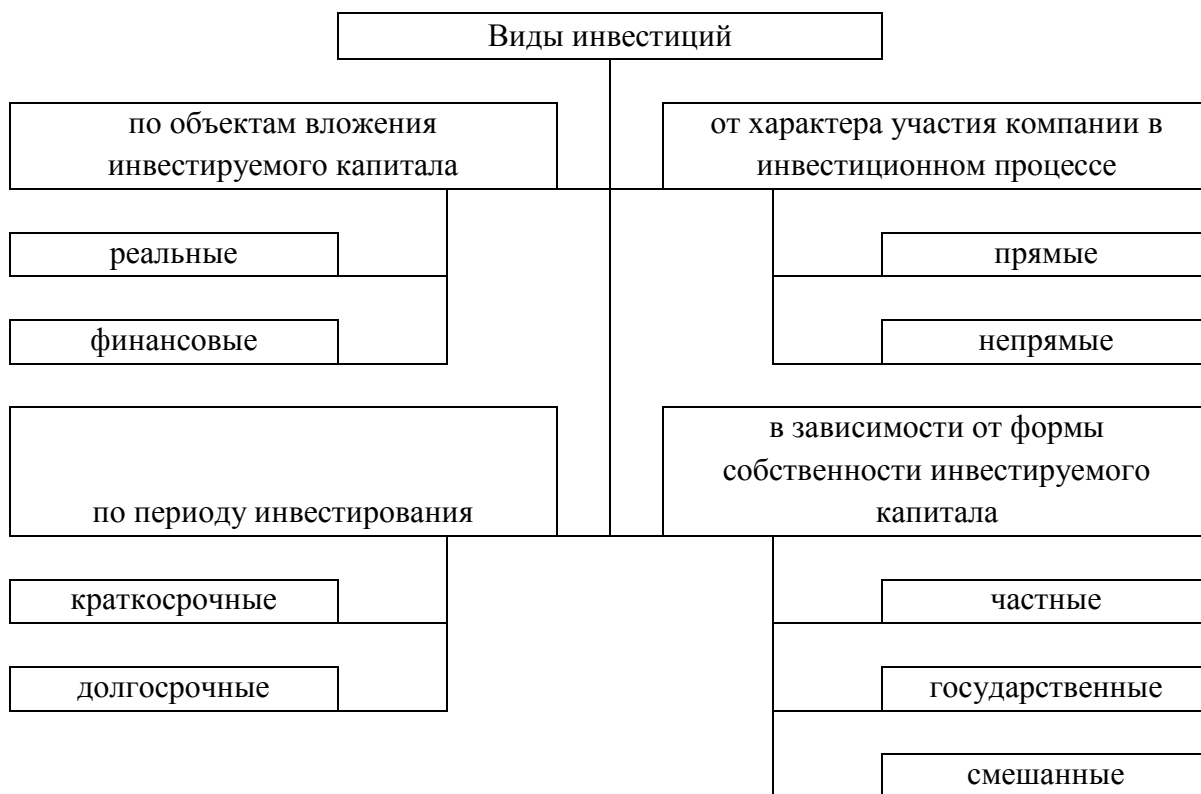 Виды инвестиций
по объектам вложения
инвестируемого капитала
от характера участия компании в
инвестиционном процессе
реальные
прямые
финансовые
непрямые
по периоду инвестирования
в зависимости от формы
собственности инвестируемого
капитала
краткосрочные
частные
долгосрочные
государственные
смешанные